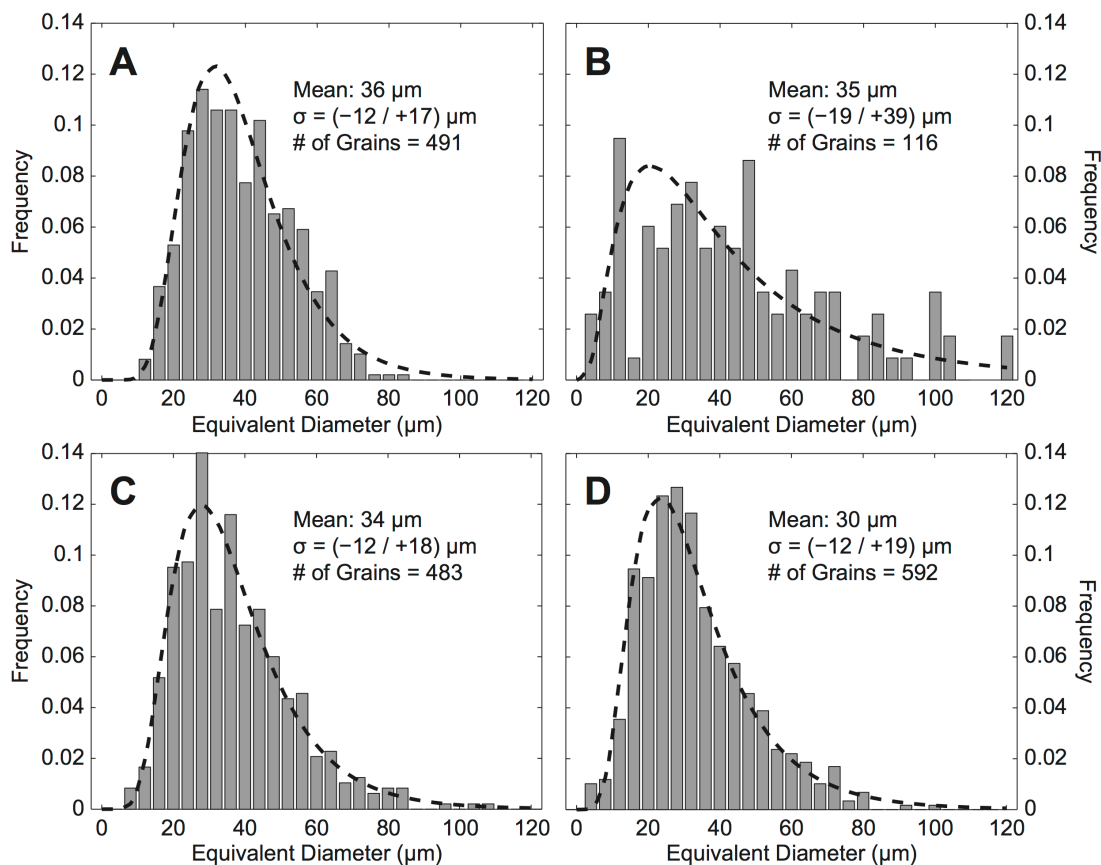 A
Mean: 36 µm
σ = (−12 / +17) µm
# of Grains = 491
Frequency
0.14
0.12
0.1
0.08
0.06
0.04
0.02
0
0 20 40 60 80 100 120
Equivalent Diameter (µm)
B
Mean: 35 µm
σ = (−19 / +39) µm
# of Grains = 116
Frequency
0.14
0.12
0.1
0.08
0.06
0.04
0.02
0
0 20 40 60 80 100 120
Equivalent Diameter (µm)
C
Mean: 34 µm
σ = (−12 / +18) µm
# of Grains = 483
Frequency
0.14
0.12
0.1
0.08
0.06
0.04
0.02
0
0 20 40 60 80 100 120
Equivalent Diameter (µm)
D
Mean: 30 µm
σ = (−12 / +19) µm
# of Grains = 592
Frequency
0.14
0.12
0.1
0.08
0.06
0.04
0.02
0
0 20 40 60 80 100 120
Equivalent Diameter (µm)